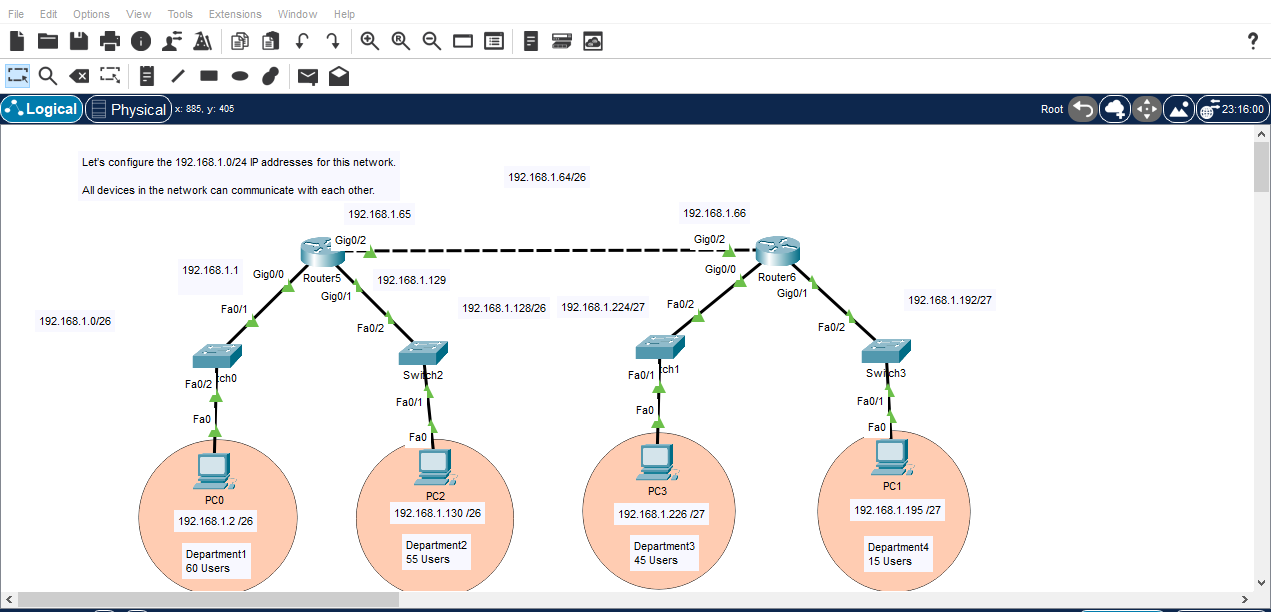 File Edit Options View Tools Extensions Window Help
?
Logical Physical x: 885, y: 405 Root 23:16:00
Let's configure the 192.168.1.0/24 IP addresses for this network.
All devices in the network can communicate with each other.
192.168.1.64/26
192.168.1.65
192.168.1.66
Gig0/2
Gig0/2
192.168.1.1
Gig0/0
Router5
192.168.1.129
Gig0/0
Router6
Gig0/1
Gig0/1
192.168.1.0/26
Fa0/1
Fa0/2
192.168.1.128/26
192.168.1.224/27
Fa0/2
Fa0/2
192.168.1.192/27
tch0
Switch2
tch1
Switch3
Fa0/2
Fa0/1
Fa0/1
Fa0/1
Fa0
Fa0
Fa0
Fa0
PC0
PC2
PC3
PC1
192.168.1.2 /26
192.168.1.130 /26
192.168.1.226 /27
192.168.1.195 /27
Department1
60 Users
Department2
55 Users
Department3
45 Users
Department4
15 Users